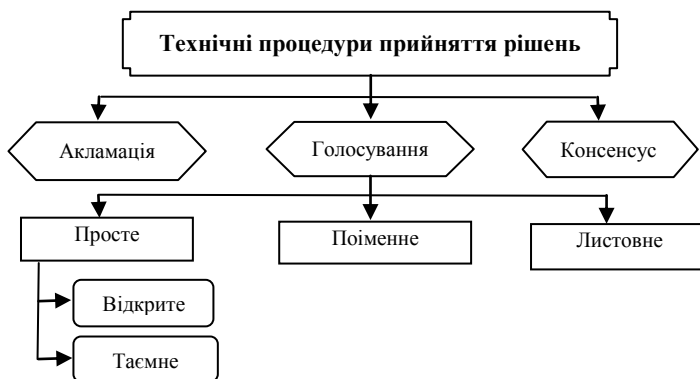 Технічні процедури прийняття рішень
Акламація
Голосування
Консенсус
Просте
Поіменне
Листовне
Відкрите
Таємне